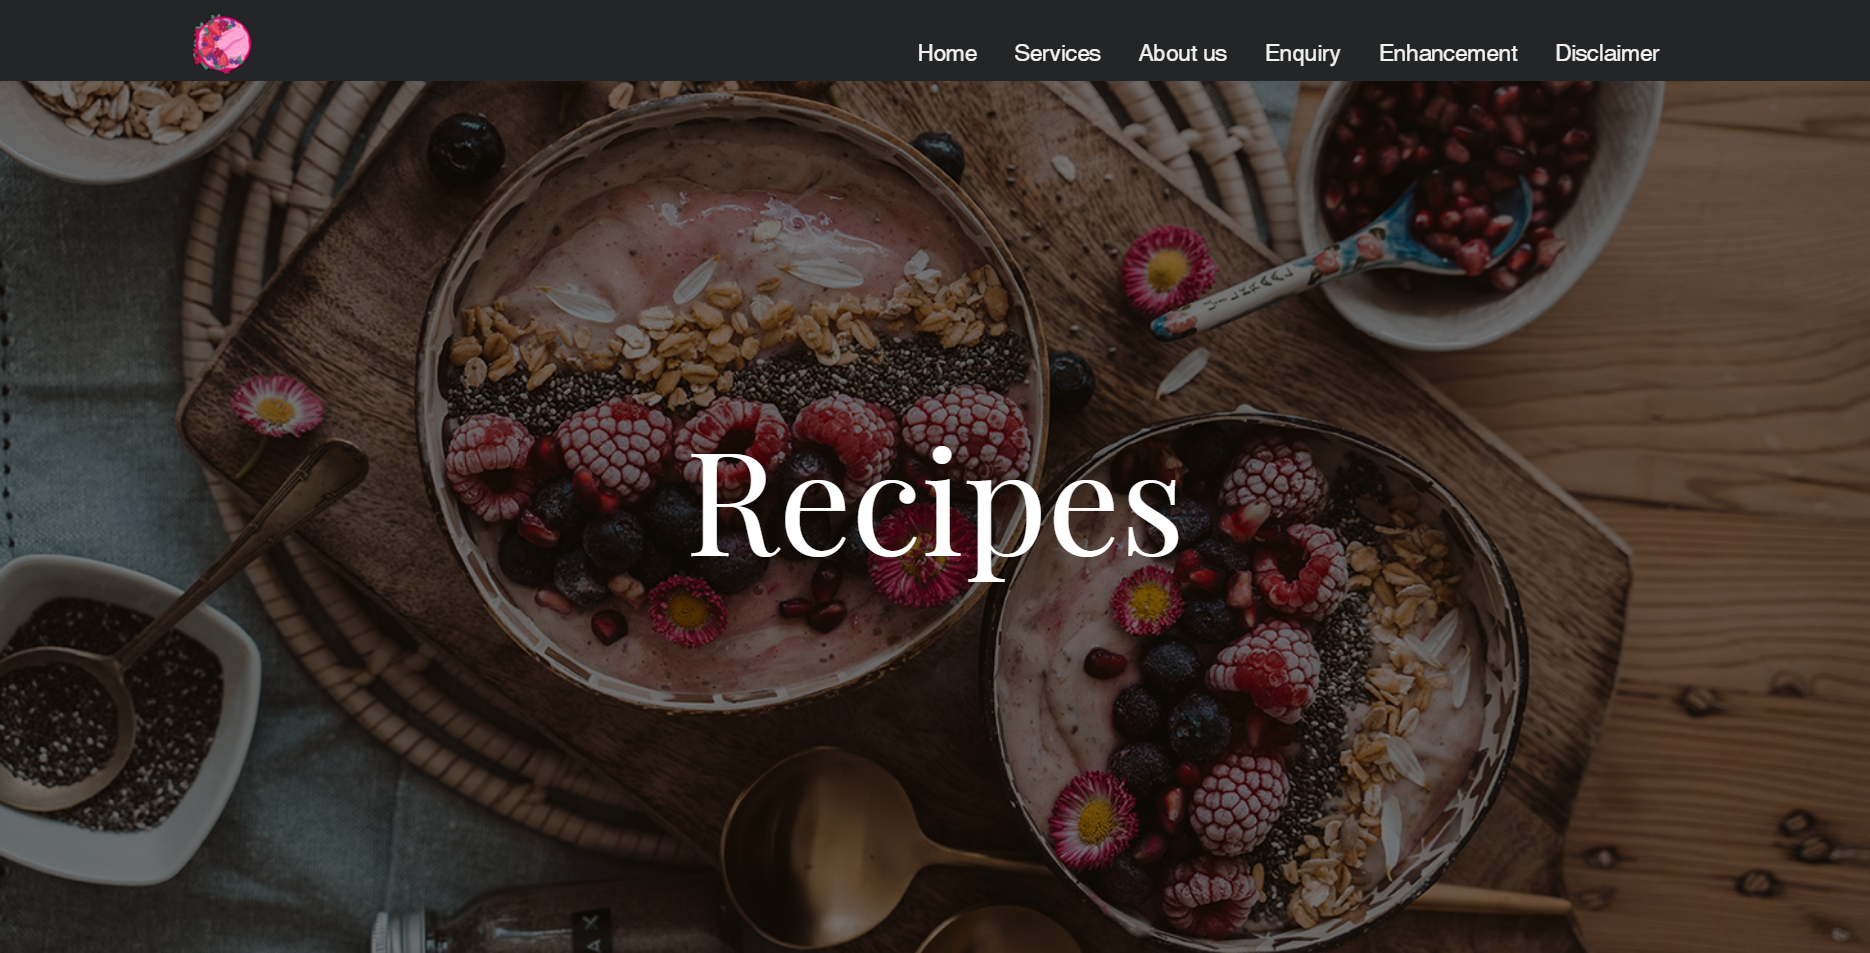 Home Services About us Enquiry Enhancement Disclaimer
Recipes